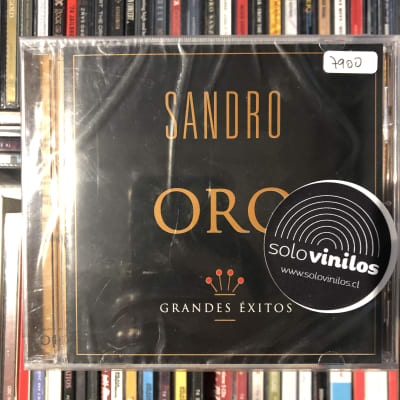 7900
SANDRO
ORO
solovinilos
www.solovinilos.cl
GRANDES ÉXITOS